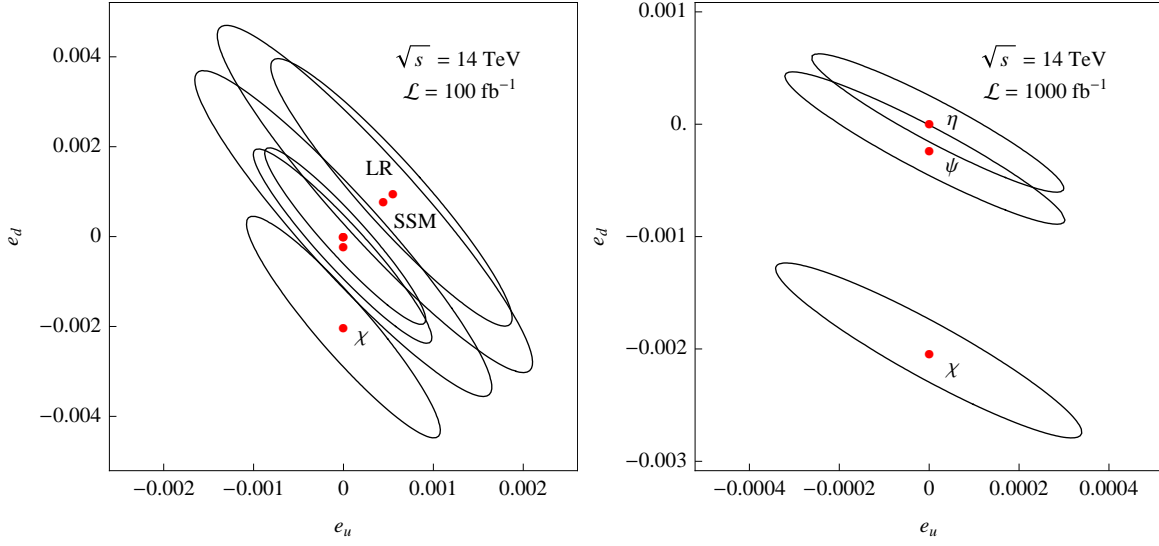 √s = 14 TeV
ℒ = 100 fb⁻¹
LR
SSM
χ
0.004
0.002
0
−0.002
−0.004
e_d
−0.002
−0.001
0
0.001
0.002
e_u
√s = 14 TeV
ℒ = 1000 fb⁻¹
η
ψ
χ
0.001
0.
−0.001
−0.002
−0.003
e_d
−0.0004
−0.0002
0
0.0002
0.0004
e_u